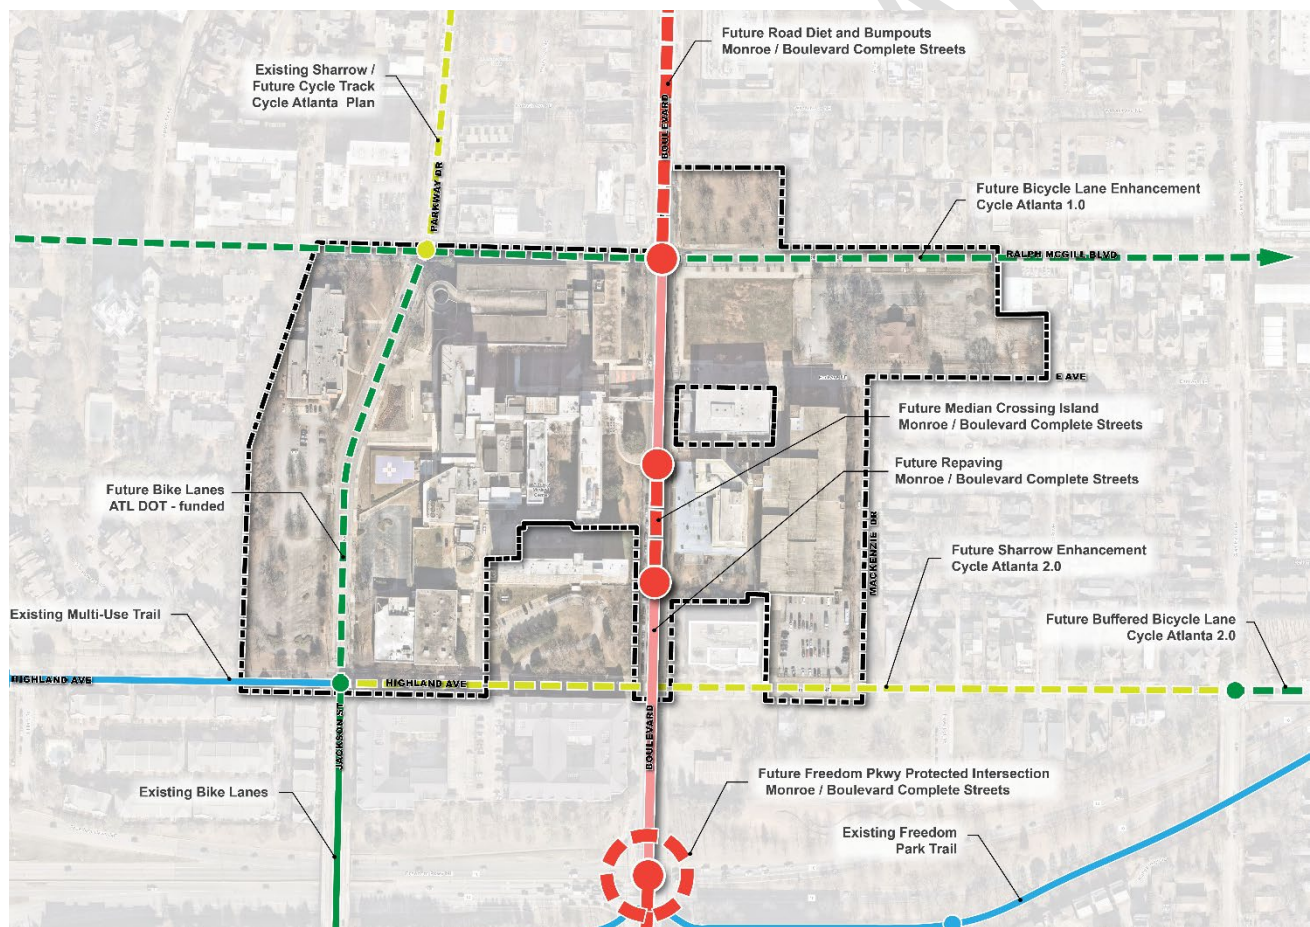 Future Road Diet and Bumpouts
Monroe / Boulevard Complete Streets
Existing Sharrow /
Future Cycle Track
Cycle Atlanta Plan
BOULEVARD
PARKWAY DR
Future Bicycle Lane Enhancement
Cycle Atlanta 1.0
RALPH MCGILL BLVD
E AVE
Future Median Crossing Island
Monroe / Boulevard Complete Streets
Future Repaving
Monroe / Boulevard Complete Streets
Future Bike Lanes
ATL DOT - funded
MACKENZIE DR
Future Sharrow Enhancement
Cycle Atlanta 2.0
Existing Multi-Use Trail
Future Buffered Bicycle Lane
Cycle Atlanta 2.0
HIGHLAND AVE
HIGHLAND AVE
JACKSON ST
BOULEVARD
Existing Bike Lanes
Future Freedom Pkwy Protected Intersection
Monroe / Boulevard Complete Streets
Existing Freedom
Park Trail